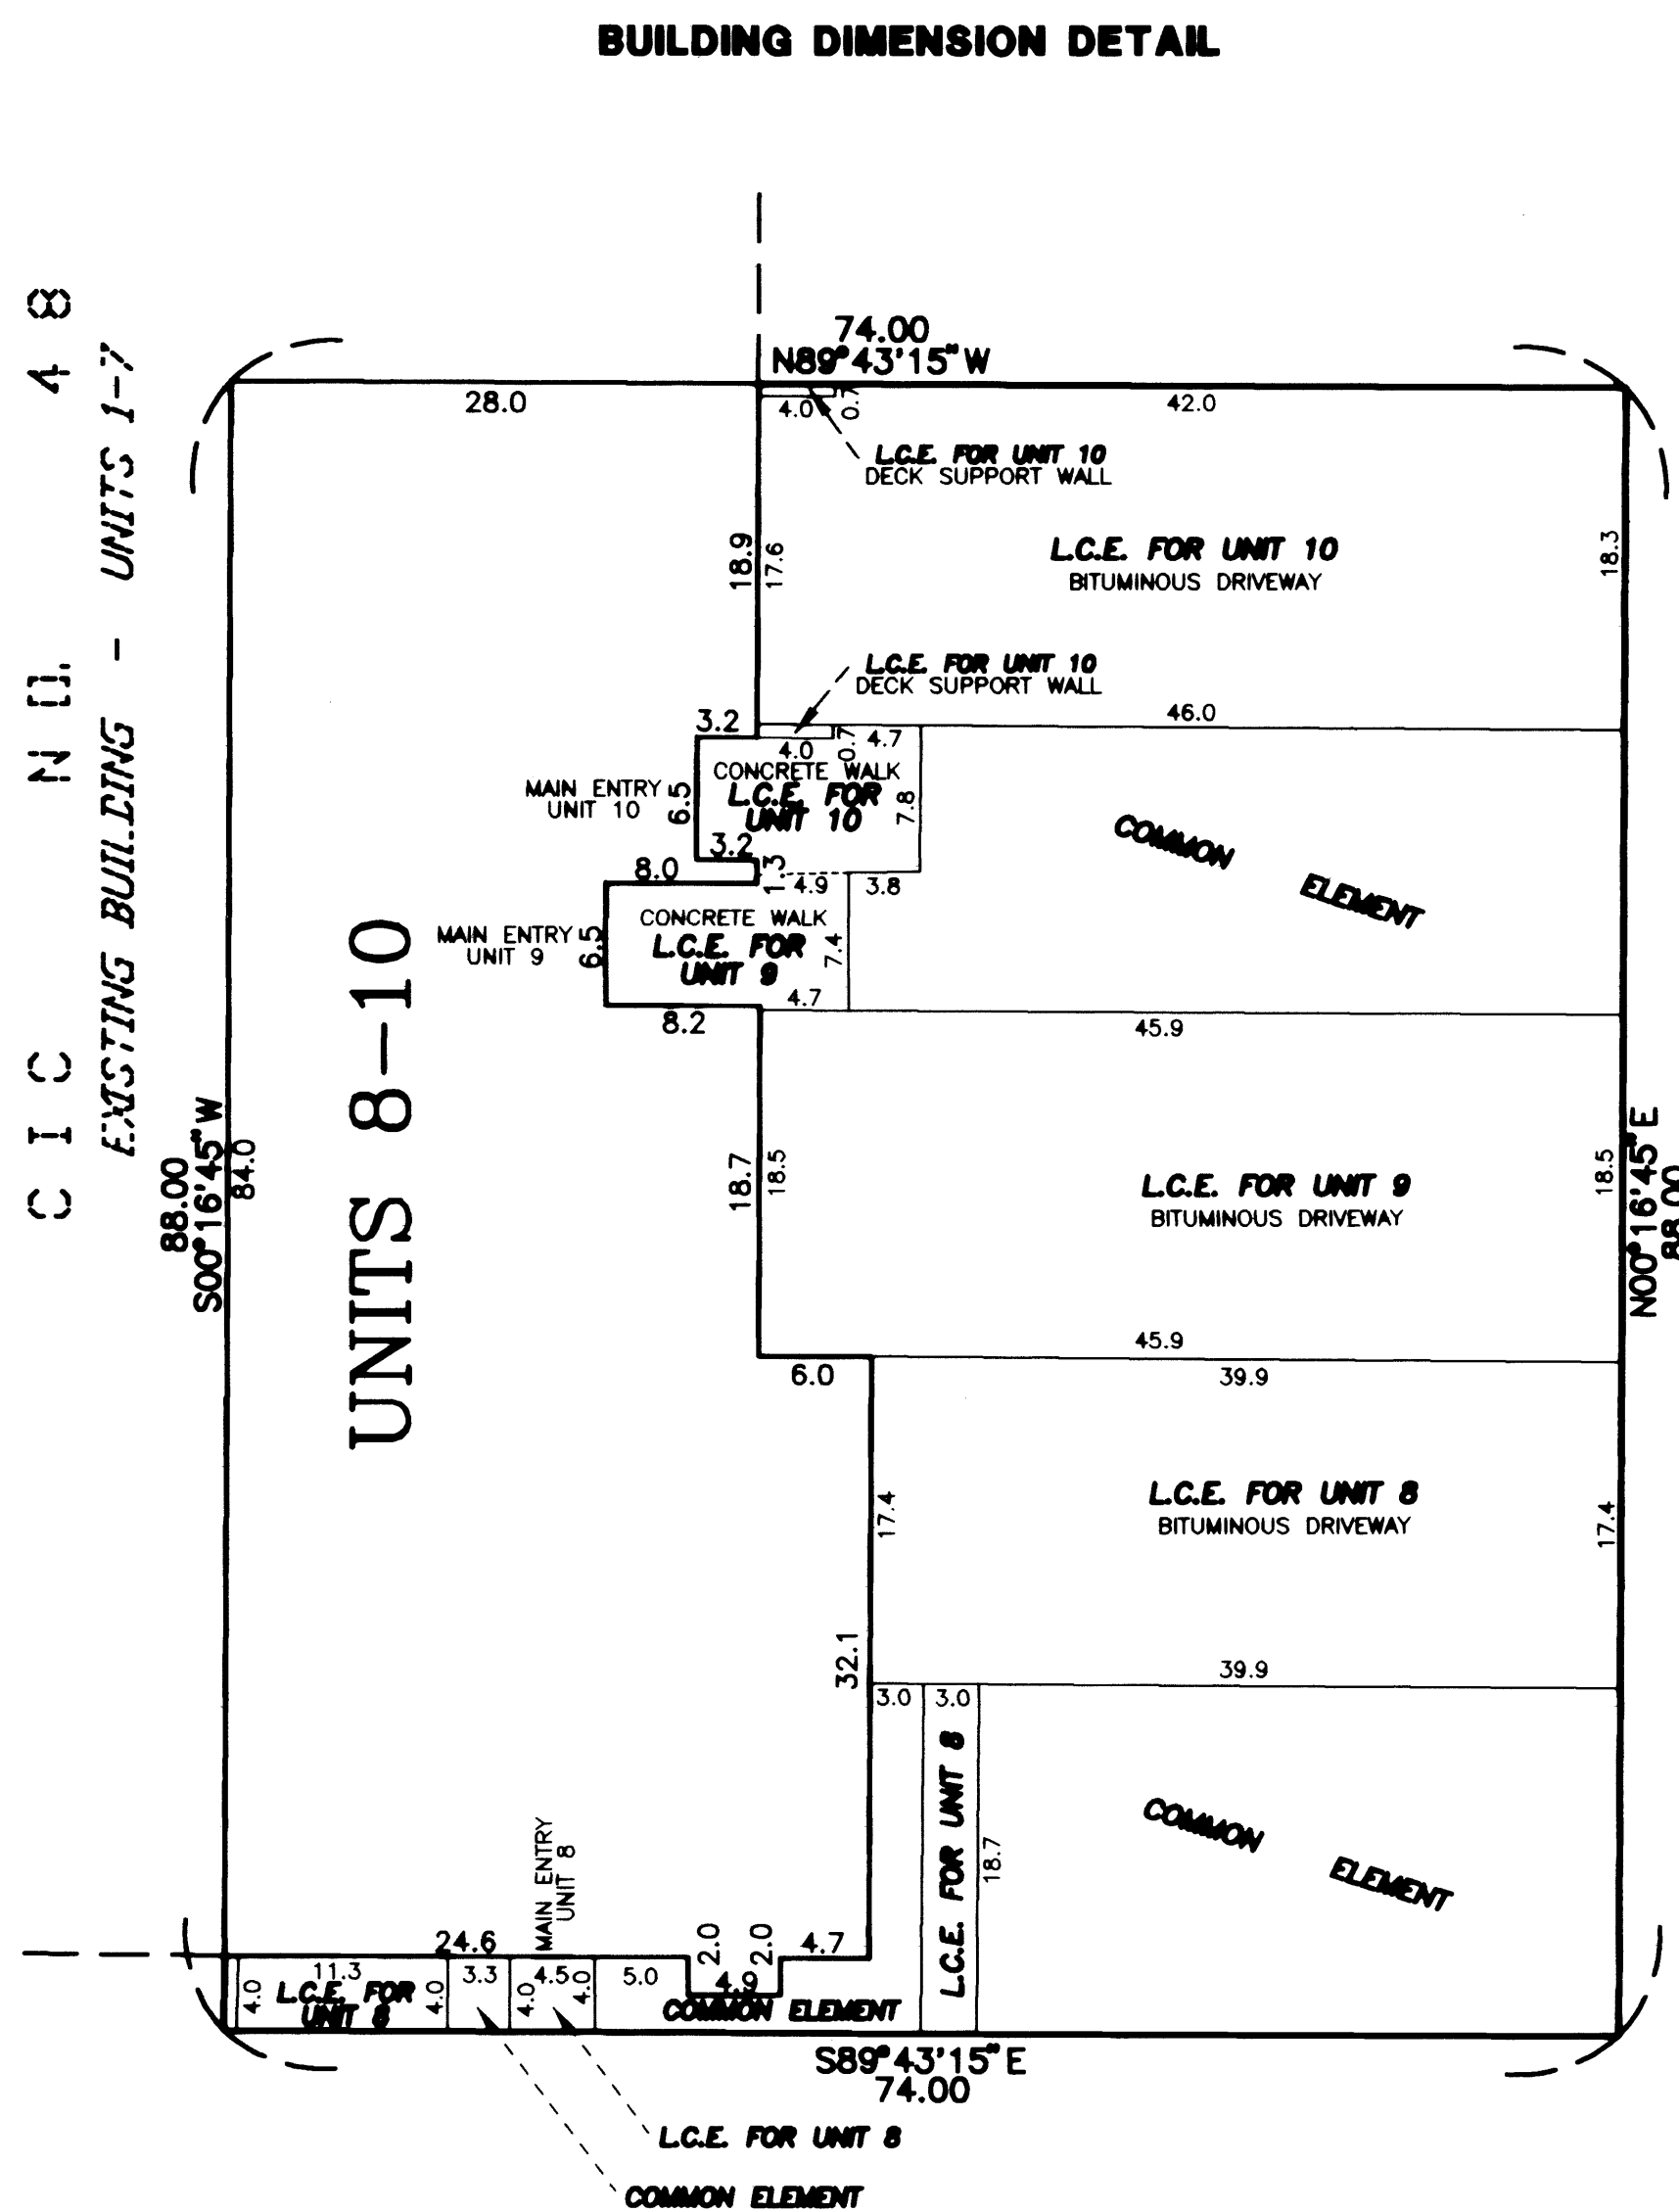 BUILDING DIMENSION DETAIL
CIC NO. 48
EXISTING BUILDING - UNITS 1-7
74.00
N89°43'15"W
28.0
4.0
0.7
42.0
L.C.E. FOR UNIT 10
DECK SUPPORT WALL
18.9
17.6
L.C.E. FOR UNIT 10
BITUMINOUS DRIVEWAY
18.3
L.C.E. FOR UNIT 10
DECK SUPPORT WALL
3.2
46.0
4.0
0.7
4.7
MAIN ENTRY
UNIT 10
6.5
CONCRETE WALK
L.C.E. FOR
UNIT 10
7.8
3.2
8.0
1.3
4.9
3.8
COMMON ELEMENT
MAIN ENTRY
UNIT 9
6.5
CONCRETE WALK
L.C.E. FOR
UNIT 9
7.4
4.7
8.2
45.9
UNITS 8-10
88.00
S00°16'45"W
84.0
18.7
18.5
L.C.E. FOR UNIT 9
BITUMINOUS DRIVEWAY
18.5
N00°16'45"E
88.00
45.9
6.0
39.9
17.4
L.C.E. FOR UNIT 8
BITUMINOUS DRIVEWAY
17.4
32.1
39.9
3.0
3.0
L.C.E. FOR UNIT 8
18.7
COMMON ELEMENT
MAIN ENTRY
UNIT 8
24.6
2.0
2.0
4.7
4.0
11.3
L.C.E. FOR
UNIT 8
4.0
3.3
4.0
4.5
4.0
5.0
4.9
COMMON ELEMENT
S89°43'15"E
74.00
L.C.E. FOR UNIT 8
COMMON ELEMENT